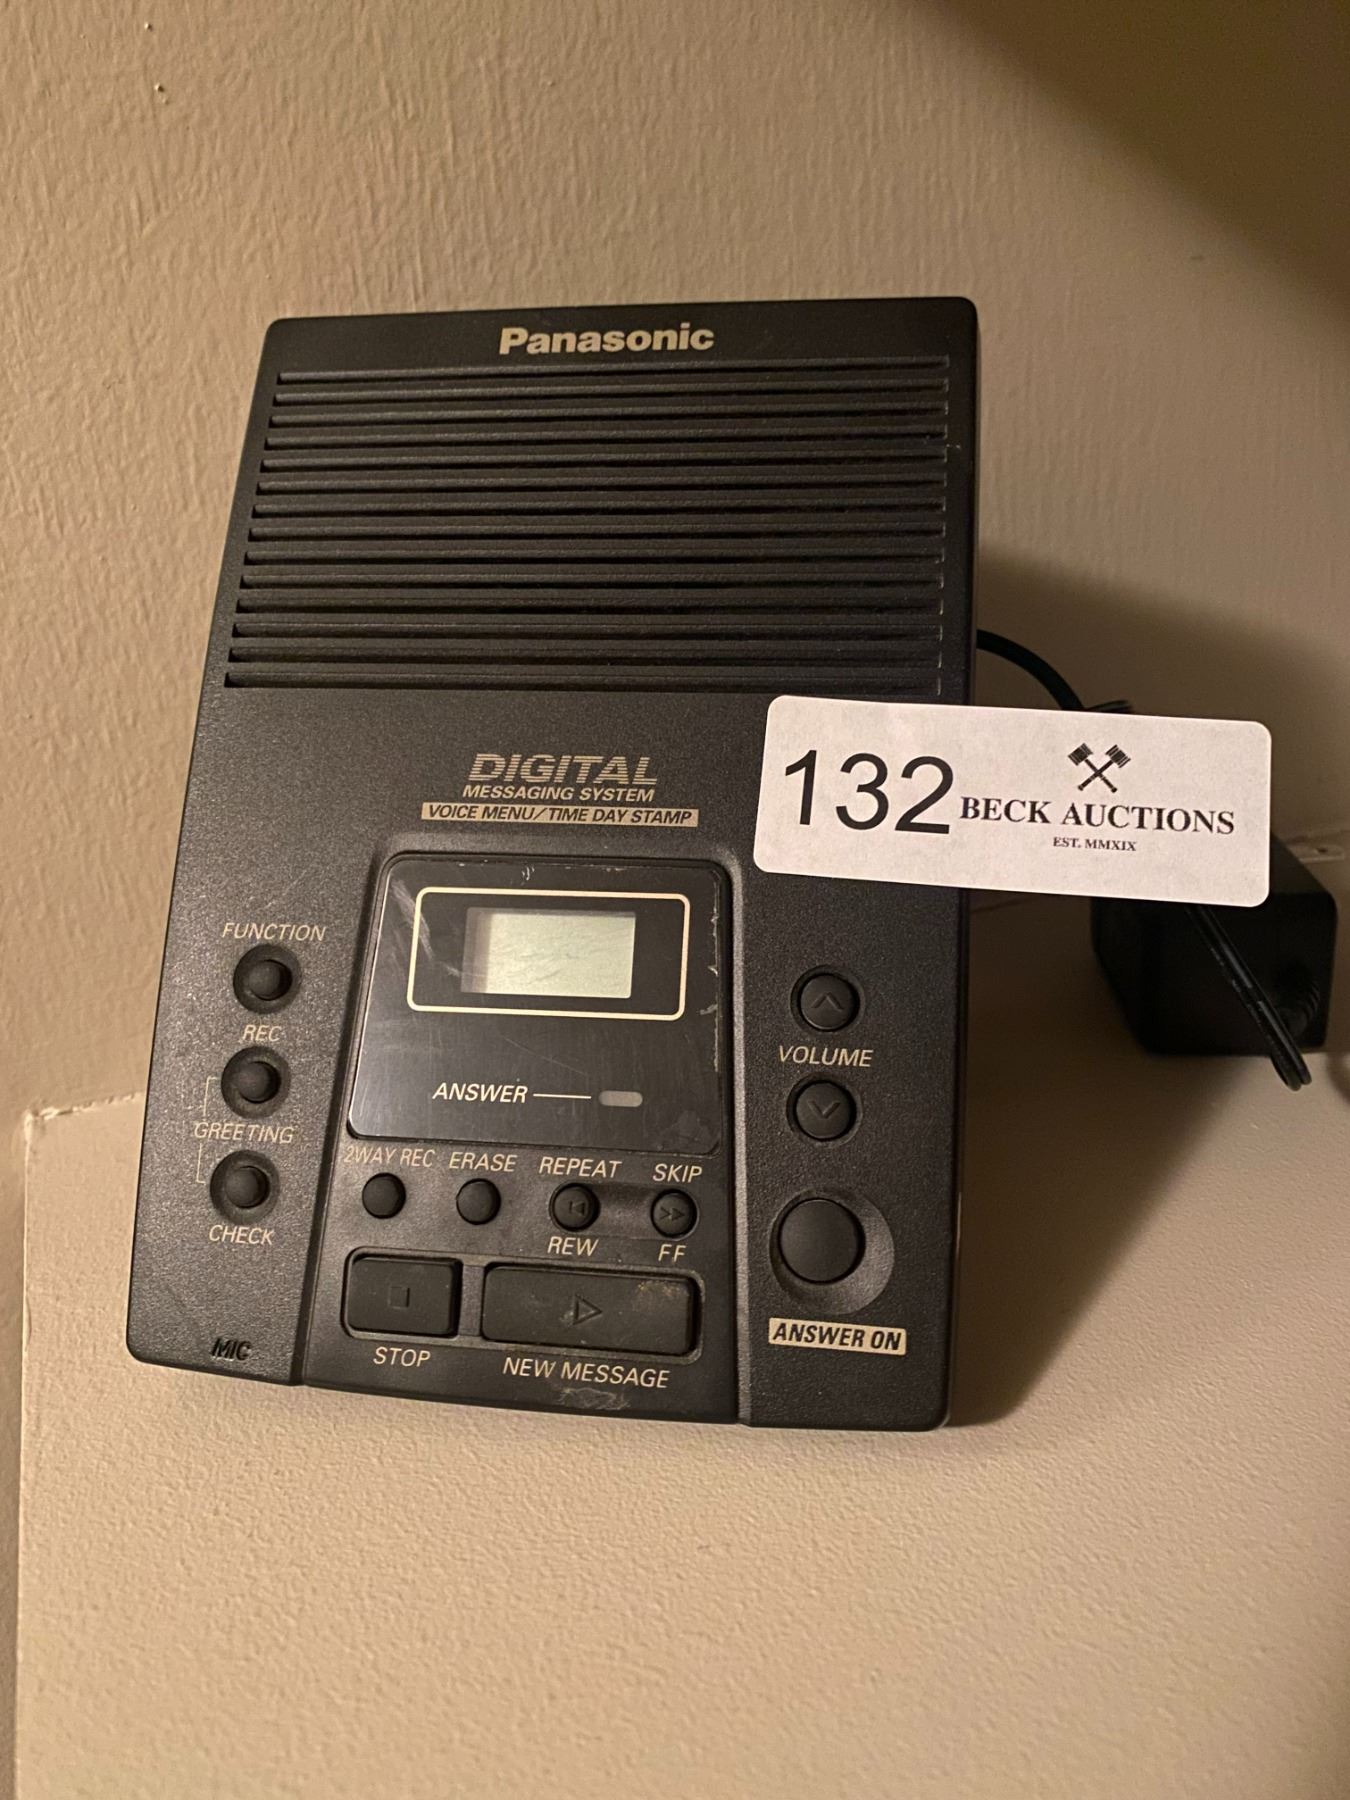 Panasonic
DIGITAL
MESSAGING SYSTEM
VOICE MENU/TIME DAY STAMP
132
BECK AUCTIONS
EST. MMXIX
FUNCTION
REC
GREETING
CHECK
ANSWER
VOLUME
2WAY REC ERASE REPEAT SKIP
REW FF
ANSWER ON
MIC
STOP
NEW MESSAGE